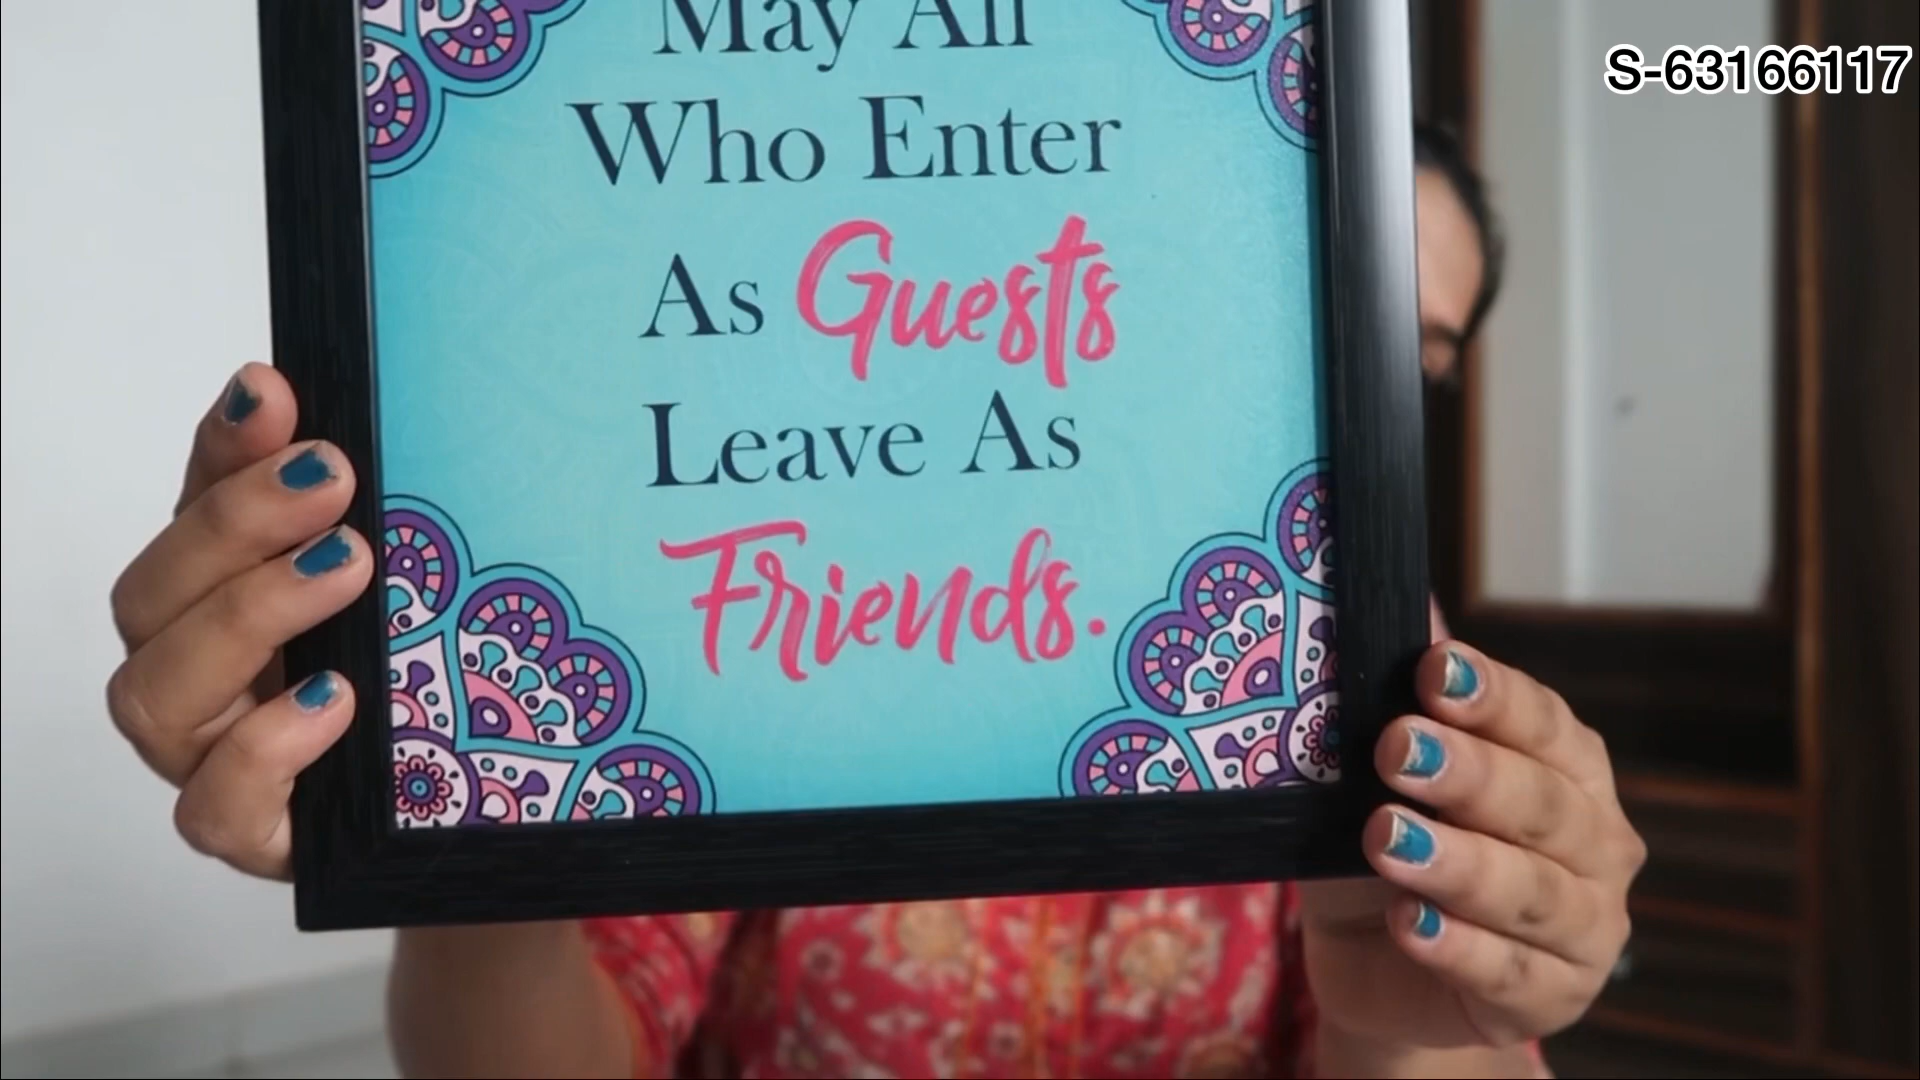 S-63166117
May All
Who Enter
As Guests
Leave As
Friends.